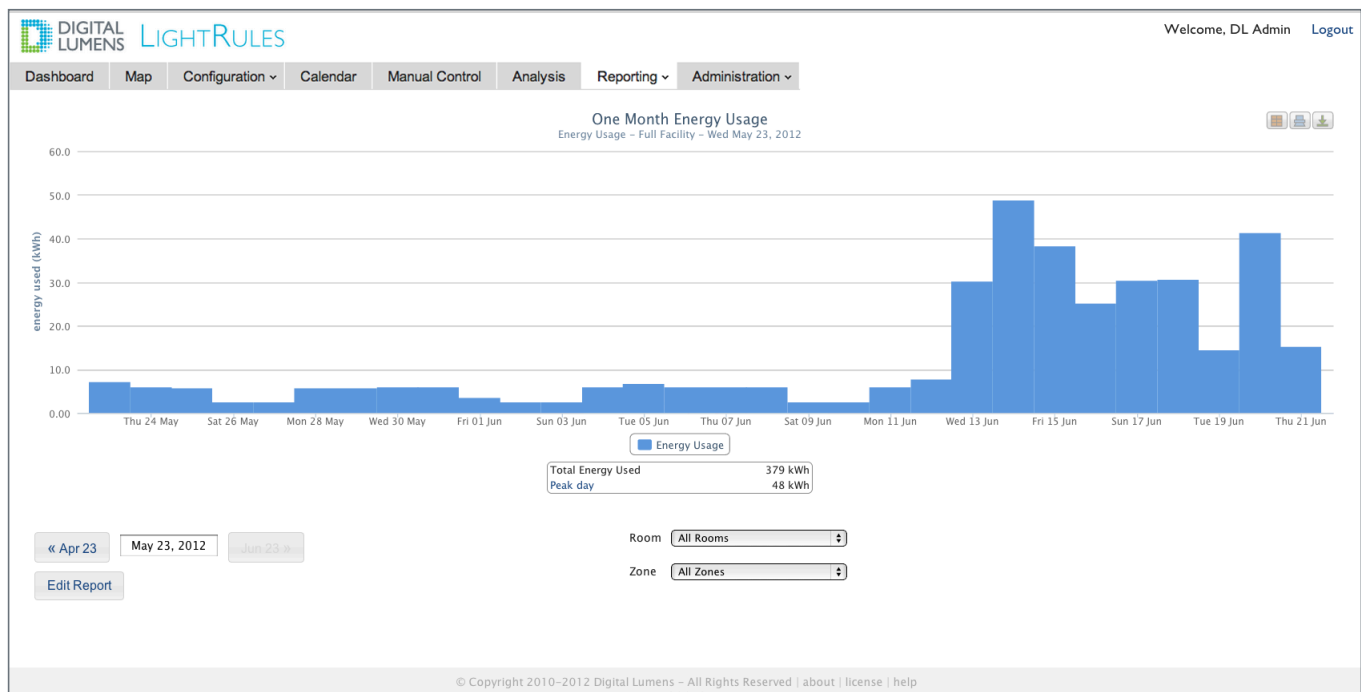 DIGITAL
LUMENS
LIGHTRULES
Welcome, DL Admin Logout
Dashboard Map Configuration Calendar Manual Control Analysis Reporting Administration
One Month Energy Usage
Energy Usage – Full Facility – Wed May 23, 2012
60.0
50.0
40.0
30.0
20.0
10.0
0.00
energy used (kWh)
Thu 24 May Sat 26 May Mon 28 May Wed 30 May Fri 01 Jun Sun 03 Jun Tue 05 Jun Thu 07 Jun Sat 09 Jun Mon 11 Jun Wed 13 Jun Fri 15 Jun Sun 17 Jun Tue 19 Jun Thu 21 Jun
Energy Usage
Total Energy Used 379 kWh
Peak day 48 kWh
« Apr 23 May 23, 2012 Jun 23 »
Room All Rooms
Zone All Zones
Edit Report
© Copyright 2010-2012 Digital Lumens – All Rights Reserved | about | license | help